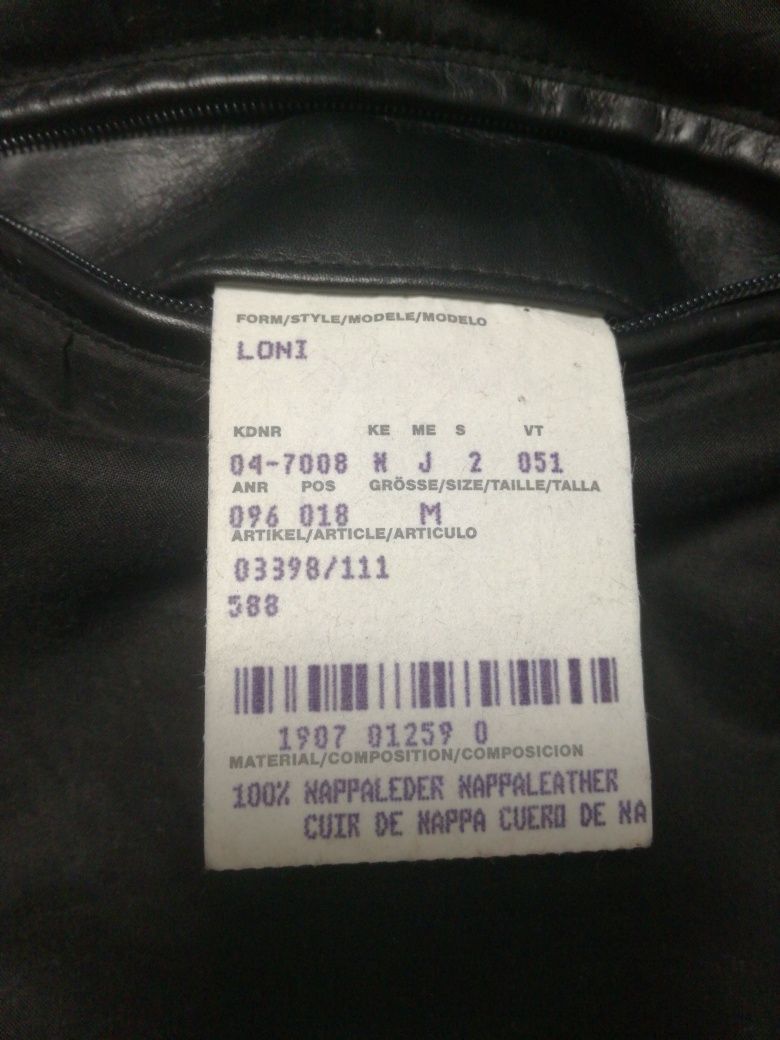 FORM/STYLE/MODELE/MODELO
LONI
KDNR KE ME S VT
04-7008 N J 2 051
ANR POS GRÖSSE/SIZE/TAILLE/TALLA
096 018 M
ARTIKEL/ARTICLE/ARTICULO
03398/111
588
1907 01259 0
MATERIAL/COMPOSITION/COMPOSICION
100% NAPPALEDER NAPPALEATHER
CUIR DE NAPPA CUERO DE NA